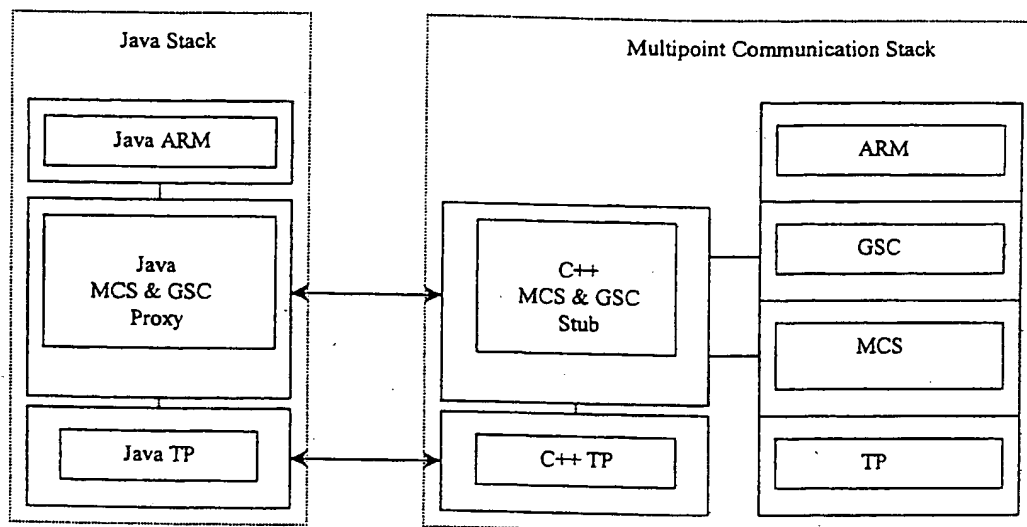 Java Stack
Multipoint Communication Stack
Java ARM
ARM
Java
MCS & GSC
Proxy
C++
MCS & GSC
Stub
GSC
MCS
Java TP
C++ TP
TP